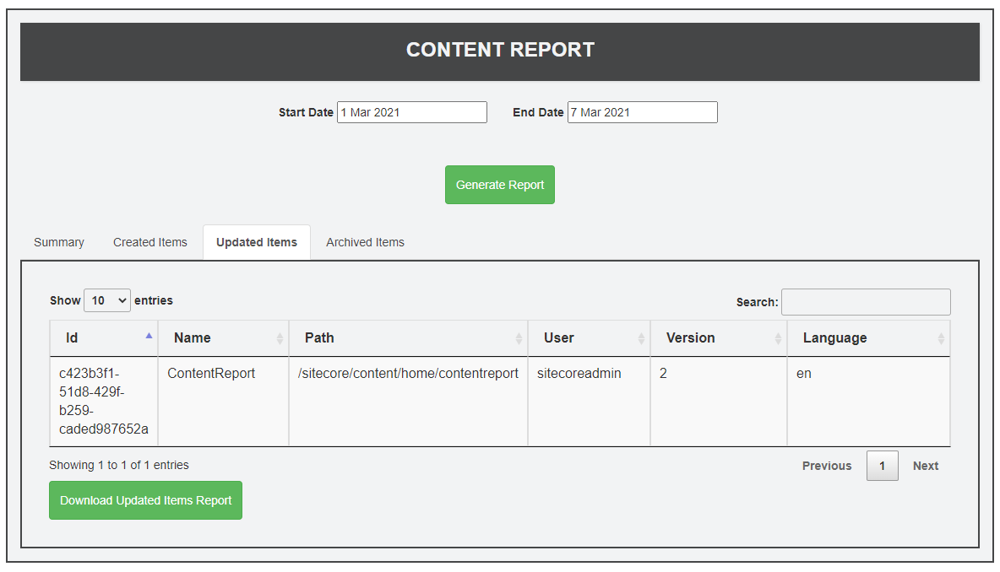 CONTENT REPORT
Start Date 1 Mar 2021 End Date 7 Mar 2021
Generate Report
Summary Created Items Updated Items Archived Items
Show 10 entries Search:
Id Name Path User Version Language
c423b3f1- ContentReport /sitecore/content/home/contentreport sitecoreadmin 2 en
51d8-429f-
b259-
caded987652a
Showing 1 to 1 of 1 entries Previous 1 Next
Download Updated Items Report